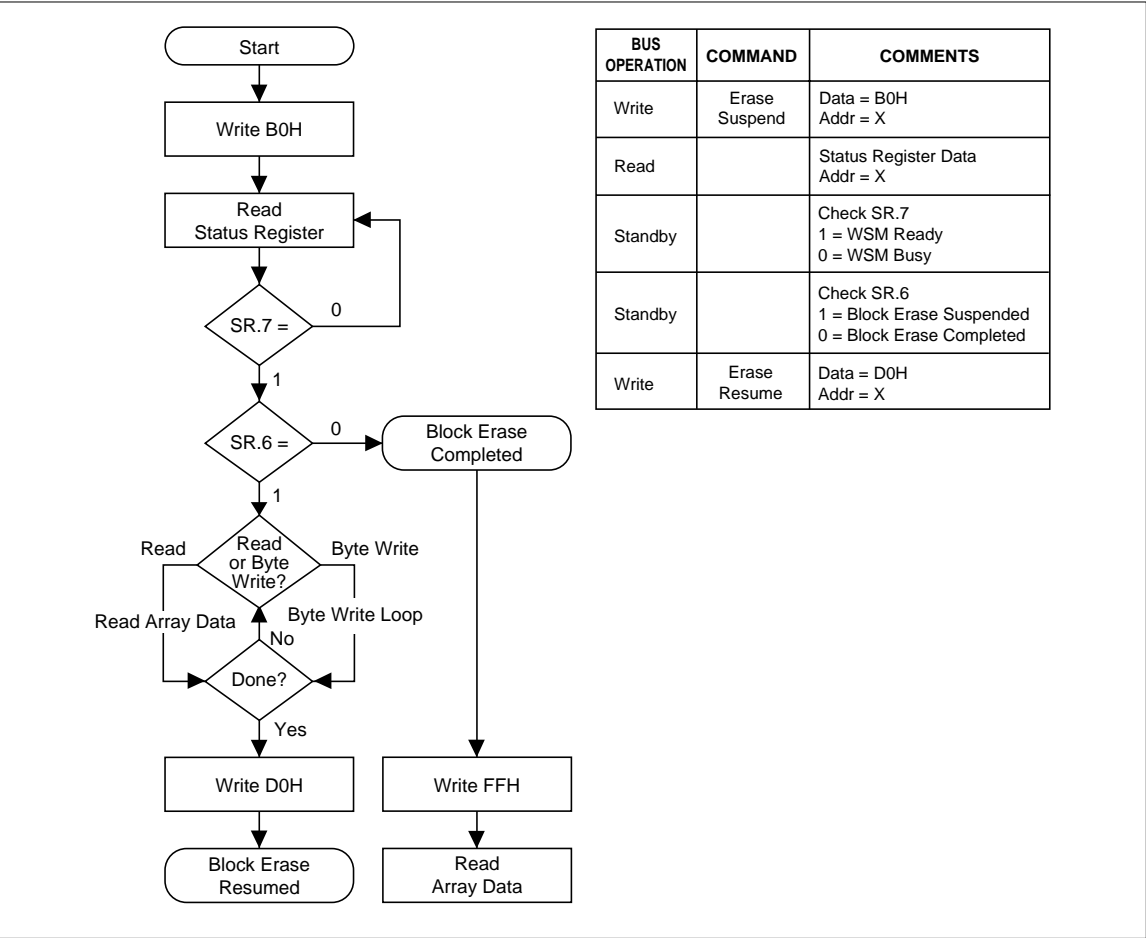 Start
Write B0H
Read
Status Register
SR.7 =
0
1
SR.6 =
0
Block Erase
Completed
1
Read
Read
or Byte
Write?
Byte Write
Read Array Data
Byte Write Loop
No
Done?
Yes
Write D0H
Write FFH
Block Erase
Resumed
Read
Array Data
BUS
OPERATION
COMMAND
COMMENTS
Write
Erase
Suspend
Data = B0H
Addr = X
Read
Status Register Data
Addr = X
Standby
Check SR.7
1 = WSM Ready
0 = WSM Busy
Standby
Check SR.6
1 = Block Erase Suspended
0 = Block Erase Completed
Write
Erase
Resume
Data = D0H
Addr = X